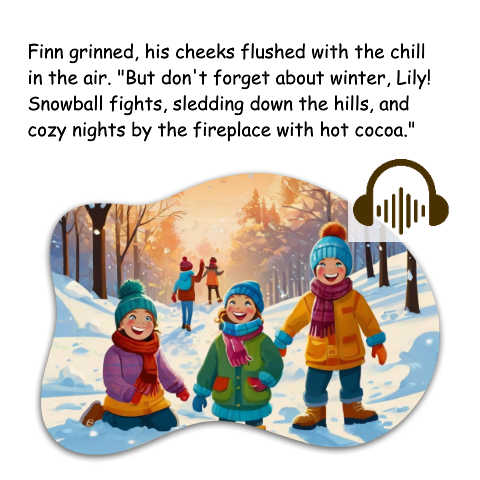 Finn grinned, his cheeks flushed with the chill
in the air. "But don't forget about winter, Lily!
Snowball fights, sledding down the hills, and
cozy nights by the fireplace with hot cocoa."